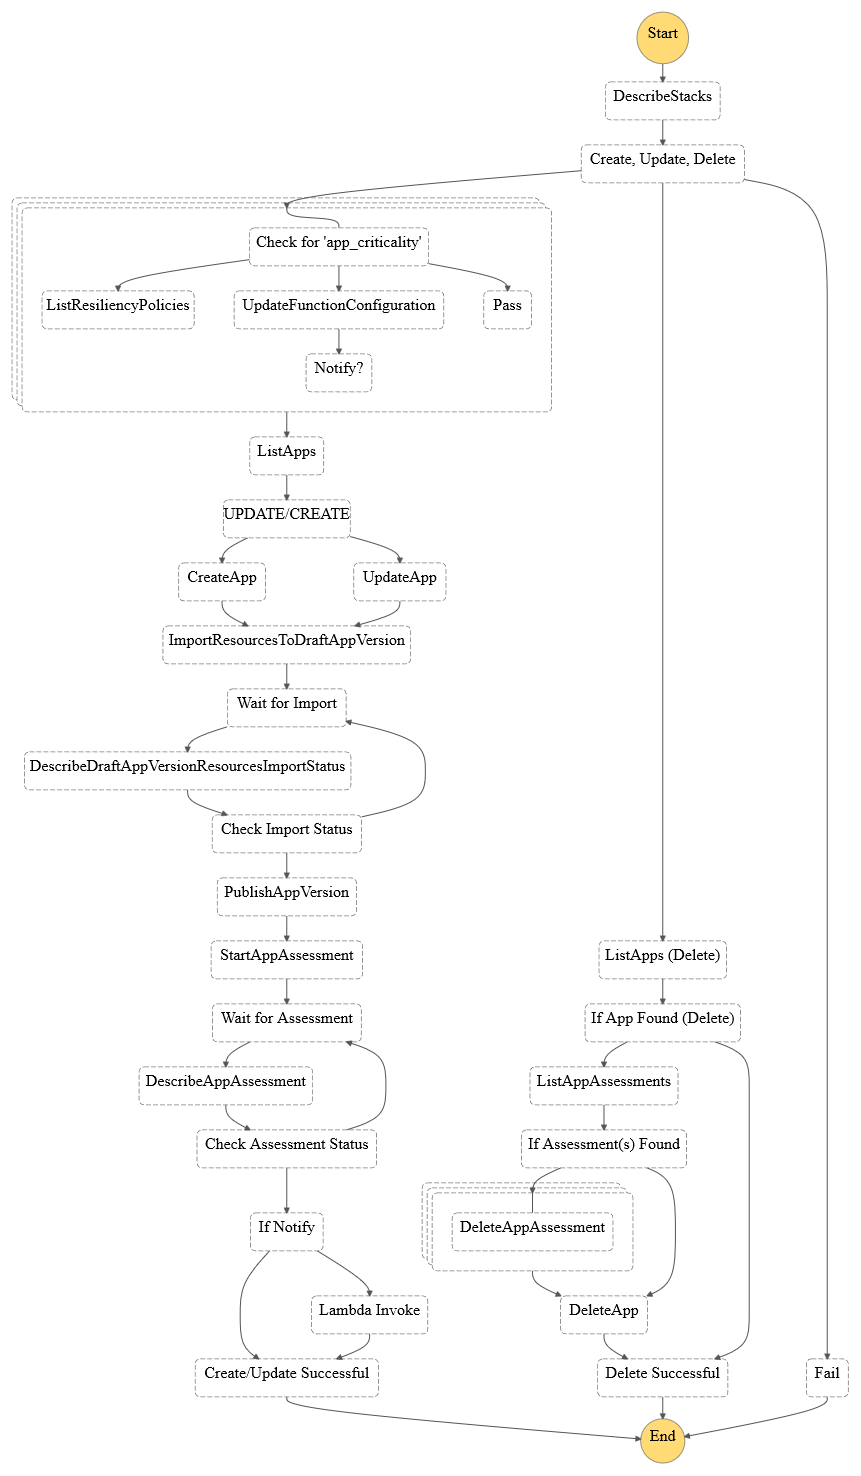 Start
DescribeStacks
Create, Update, Delete
Check for 'app_criticality'
ListResiliencyPolicies
UpdateFunctionConfiguration
Pass
Notify?
ListApps
UPDATE/CREATE
CreateApp
UpdateApp
ImportResourcesToDraftAppVersion
Wait for Import
DescribeDraftAppVersionResourcesImportStatus
Check Import Status
PublishAppVersion
StartAppAssessment
ListApps (Delete)
Wait for Assessment
If App Found (Delete)
DescribeAppAssessment
ListAppAssessments
Check Assessment Status
If Assessment(s) Found
If Notify
DeleteAppAssessment
Lambda Invoke
DeleteApp
Create/Update Successful
Delete Successful
Fail
End